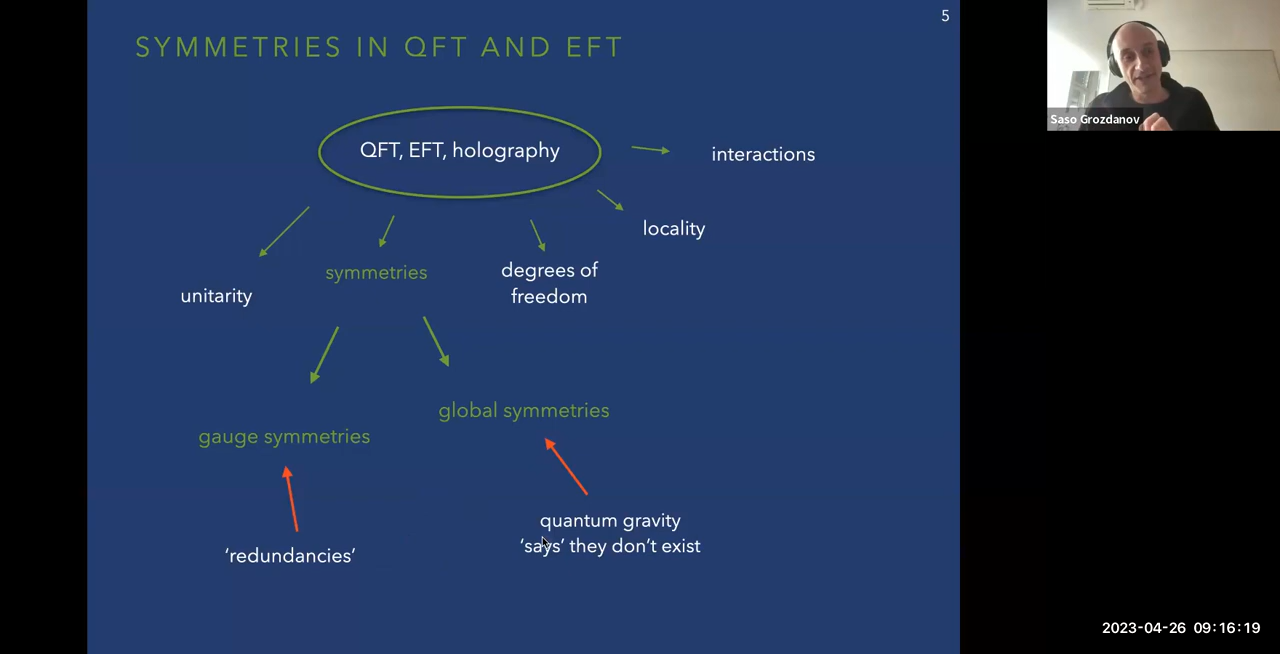 5
SYMMETRIES IN QFT AND EFT
QFT, EFT, holography
interactions
locality
degrees of
freedom
symmetries
unitarity
global symmetries
gauge symmetries
quantum gravity
‘says’ they don’t exist
‘redundancies’
Saso Grozdanov
2023-04-26 09:16:19